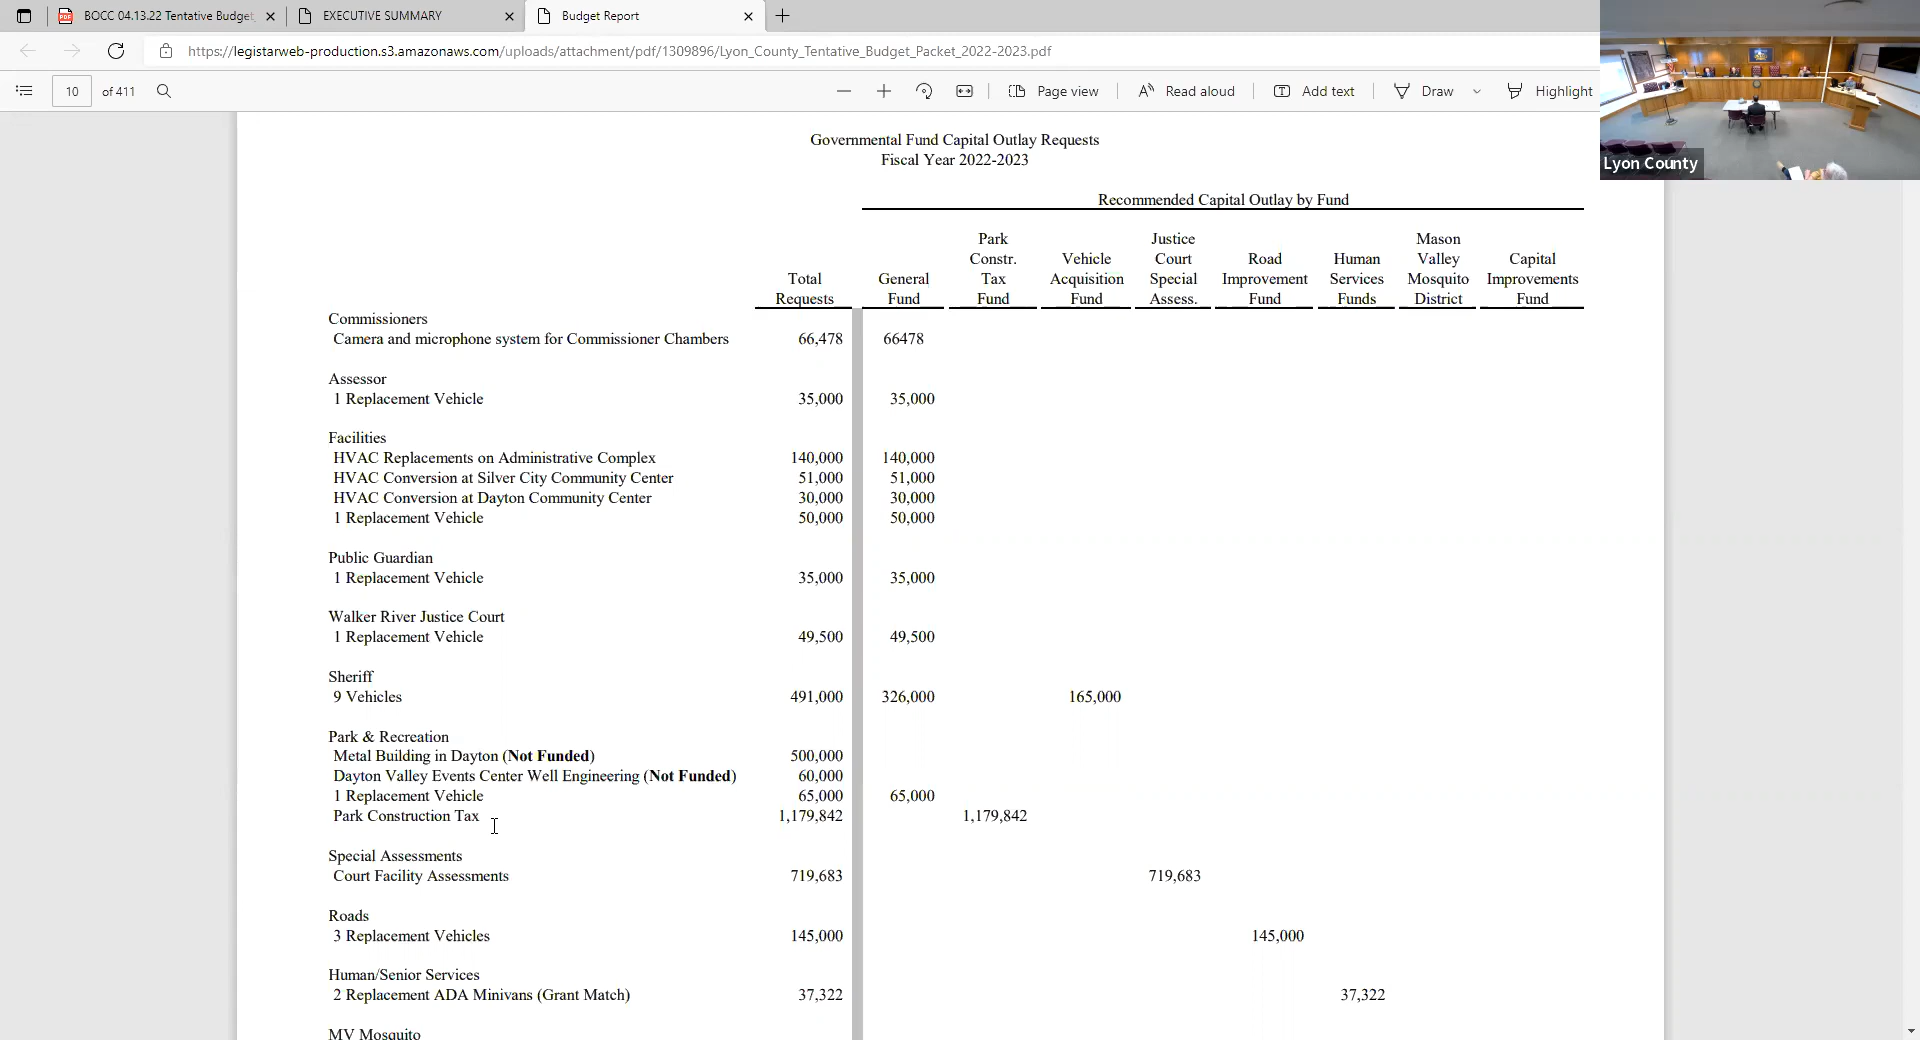 BOCC 04.13.22 Tentative Budget
EXECUTIVE SUMMARY
Budget Report
https://legistarweb-production.s3.amazonaws.com/uploads/attachment/pdf/1309896/Lyon_County_Tentative_Budget_Packet_2022-2023.pdf
10 of 411
Page view
Read aloud
Add text
Draw
Highlight
Lyon County
Governmental Fund Capital Outlay Requests
Fiscal Year 2022-2023
Recommended Capital Outlay by Fund
Total Requests
General Fund
Park Constr. Tax Fund
Vehicle Acquisition Fund
Justice Court Special Assess.
Road Improvement Fund
Human Services Funds
Mason Valley Mosquito District
Capital Improvements Fund
Commissioners
Camera and microphone system for Commissioner Chambers 66,478 66478
Assessor
1 Replacement Vehicle 35,000 35,000
Facilities
HVAC Replacements on Administrative Complex 140,000 140,000
HVAC Conversion at Silver City Community Center 51,000 51,000
HVAC Conversion at Dayton Community Center 30,000 30,000
1 Replacement Vehicle 50,000 50,000
Public Guardian
1 Replacement Vehicle 35,000 35,000
Walker River Justice Court
1 Replacement Vehicle 49,500 49,500
Sheriff
9 Vehicles 491,000 326,000 165,000
Park & Recreation
Metal Building in Dayton (Not Funded) 500,000
Dayton Valley Events Center Well Engineering (Not Funded) 60,000
1 Replacement Vehicle 65,000 65,000
Park Construction Tax 1,179,842 1,179,842
Special Assessments
Court Facility Assessments 719,683 719,683
Roads
3 Replacement Vehicles 145,000 145,000
Human/Senior Services
2 Replacement ADA Minivans (Grant Match) 37,322 37,322
MV Mosquito